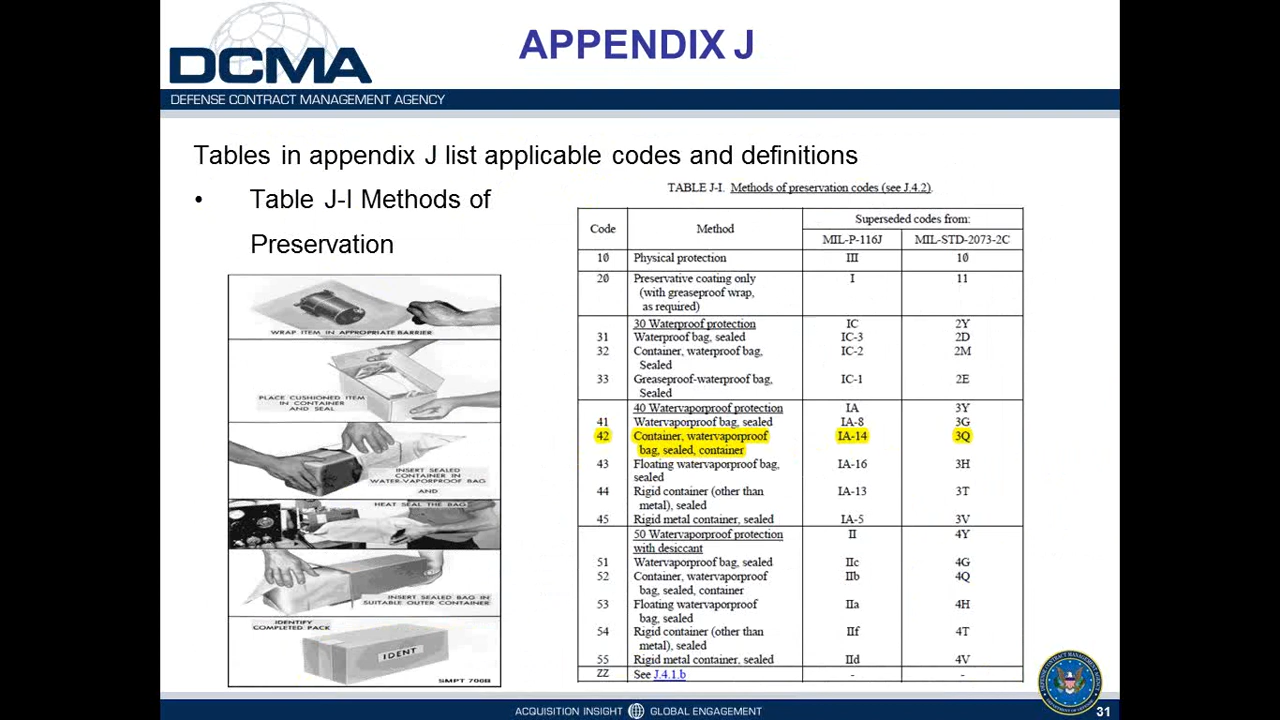 APPENDIX J
DCMA
DEFENSE CONTRACT MANAGEMENT AGENCY
Tables in appendix J list applicable codes and definitions
• Table J-I Methods of
Preservation
WRAP ITEM IN APPROPRIATE BARRIER
PLACE CUSHIONED ITEM
IN CONTAINER
AND SEAL
INSERT SEALED
CONTAINER IN
WATER-VAPORPROOF BAG
AND
HEAT SEAL THE BAG
INSERT SEALED BAG IN
SUITABLE OUTER CONTAINER
IDENTIFY
COMPLETED PACK
IDENT
SMPT 700B
TABLE J-I. Methods of preservation codes (see J.4.2).
Code Method Superseded codes from:
MIL-P-116J MIL-STD-2073-2C
10 Physical protection III 10
20 Preservative coating only I 11
(with greaseproof wrap,
as required)
30 Waterproof protection IC 2Y
31 Waterproof bag, sealed IC-3 2D
32 Container, waterproof bag, IC-2 2M
Sealed
33 Greaseproof-waterproof bag, IC-1 2E
Sealed
40 Watervaporproof protection IA 3Y
41 Watervaporproof bag, sealed IA-8 3G
42 Container, watervaporproof IA-14 3Q
bag, sealed, container
43 Floating watervaporproof bag, IA-16 3H
sealed
44 Rigid container (other than IA-13 3T
metal), sealed
45 Rigid metal container, sealed IA-5 3V
50 Watervaporproof protection II 4Y
with desiccant
51 Watervaporproof bag, sealed IIc 4G
52 Container, watervaporproof IIb 4Q
bag, sealed, container
53 Floating watervaporproof IIa 4H
bag, sealed
54 Rigid container (other than IIf 4T
metal), sealed
55 Rigid metal container, sealed IId 4V
ZZ See J.4.1.b - -
ACQUISITION INSIGHT GLOBAL ENGAGEMENT
31